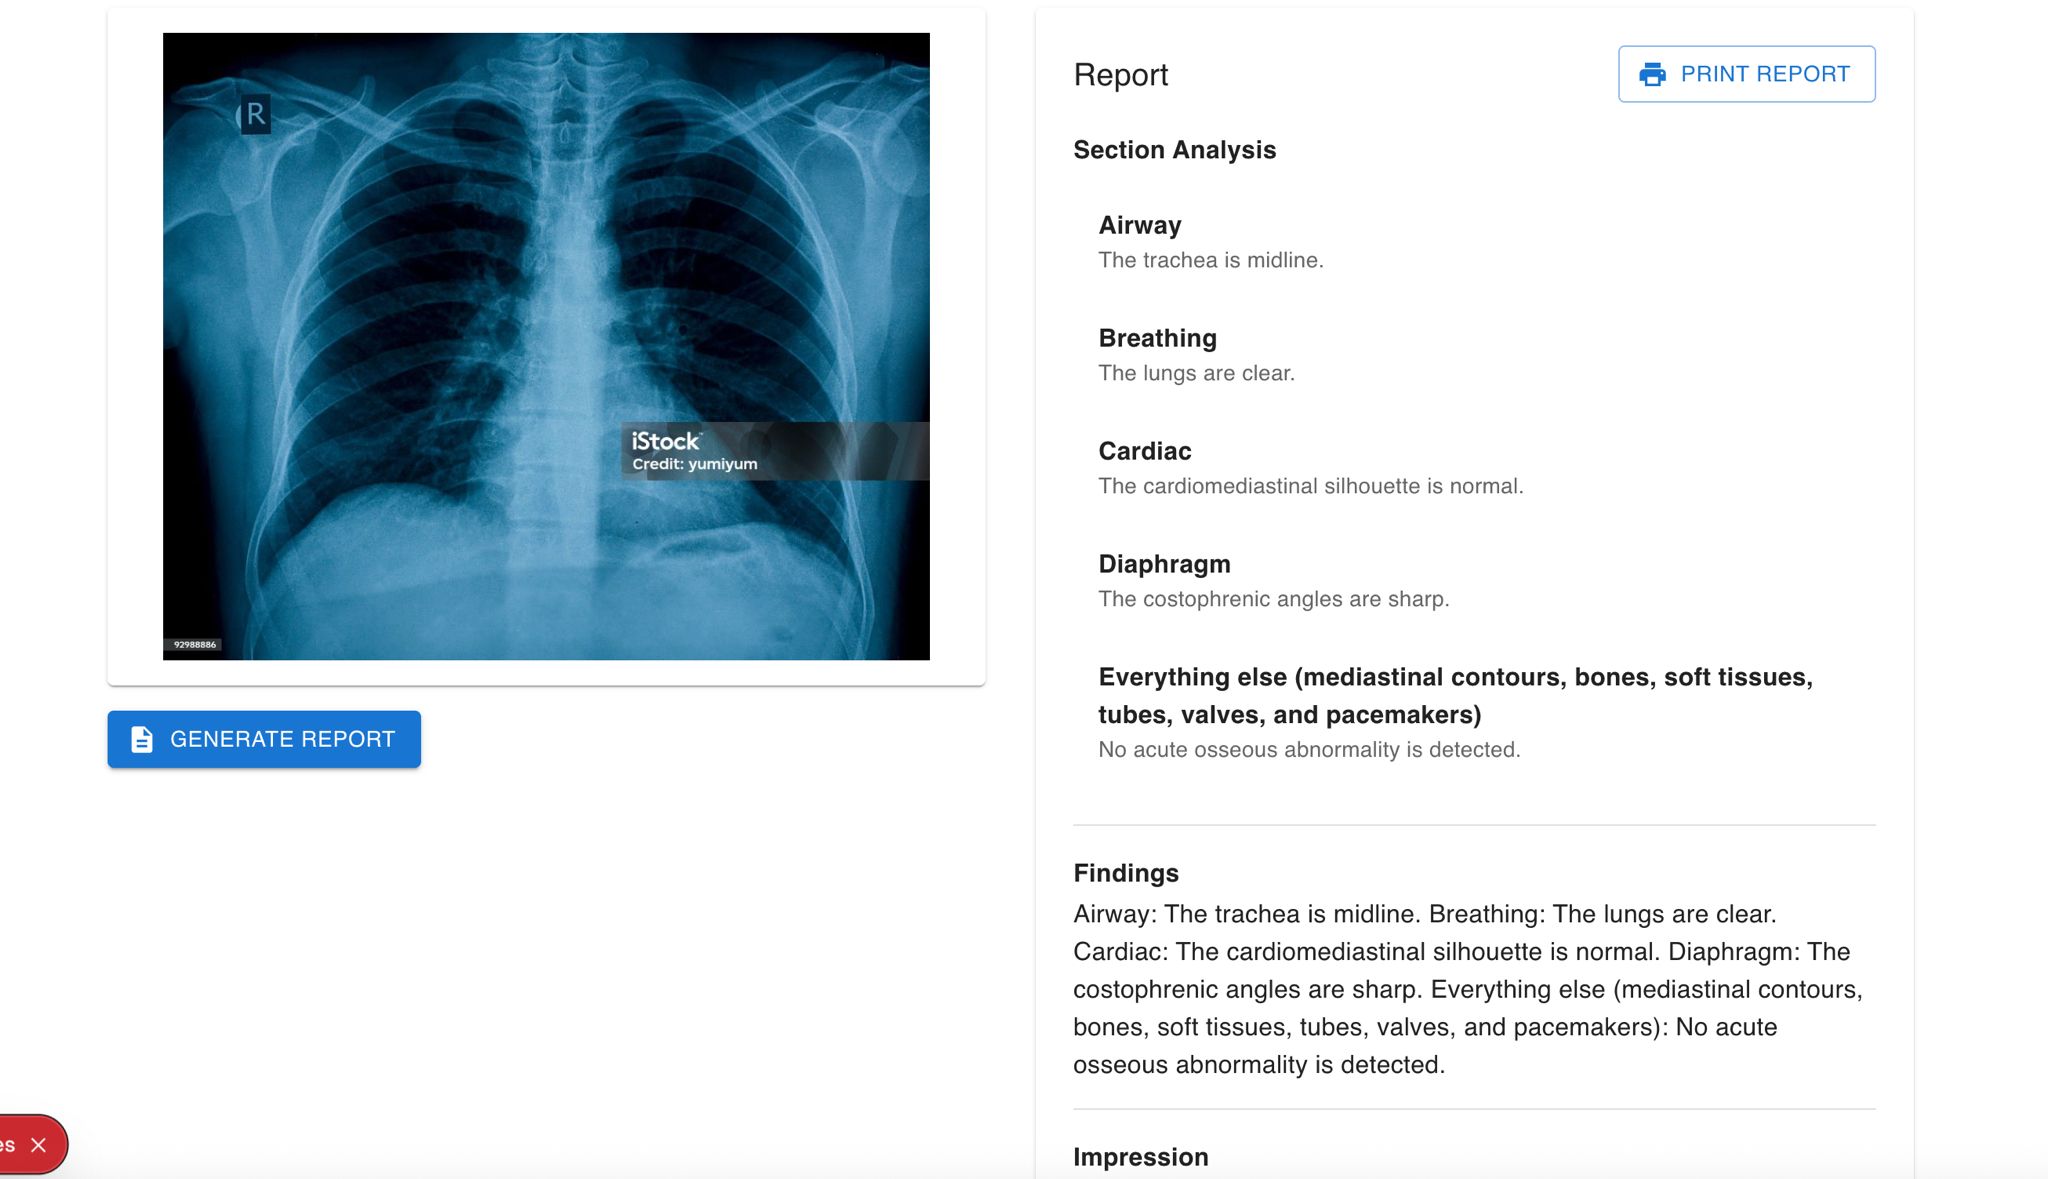 R
iStock™
Credit: yumiyum
92988886
GENERATE REPORT
es
Report
PRINT REPORT
Section Analysis
Airway
The trachea is midline.
Breathing
The lungs are clear.
Cardiac
The cardiomediastinal silhouette is normal.
Diaphragm
The costophrenic angles are sharp.
Everything else (mediastinal contours, bones, soft tissues,
tubes, valves, and pacemakers)
No acute osseous abnormality is detected.
Findings
Airway: The trachea is midline. Breathing: The lungs are clear.
Cardiac: The cardiomediastinal silhouette is normal. Diaphragm: The
costophrenic angles are sharp. Everything else (mediastinal contours,
bones, soft tissues, tubes, valves, and pacemakers): No acute
osseous abnormality is detected.
Impression